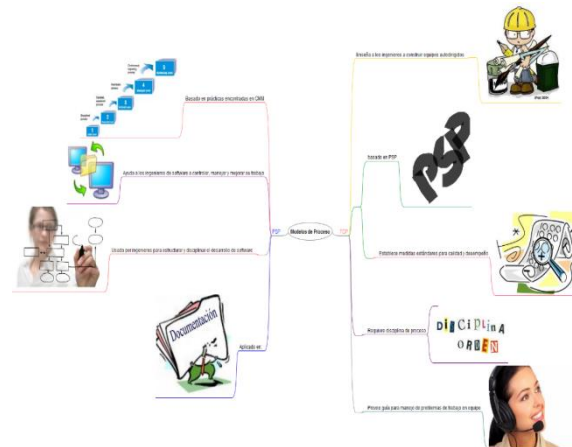 Basado en prácticas encontradas en CMM
Ayuda a los ingenieros de software a controlar, manejar y mejorar su trabajo
Usado por ingenieros para estructurar y disciplinar el desarrollo de software
Documentación
Aplicado en:
PSP
Modelos de Proceso
TSP
Enseña a los ingenieros a construir equipos autodirigidos
basado en PSP
PSP
Establece medidas estándares para calidad y desempeño
Requiere disciplina de proceso
DISCIPLINA
ORDEN
Provee guía para manejo de problemas de trabajo en equipo